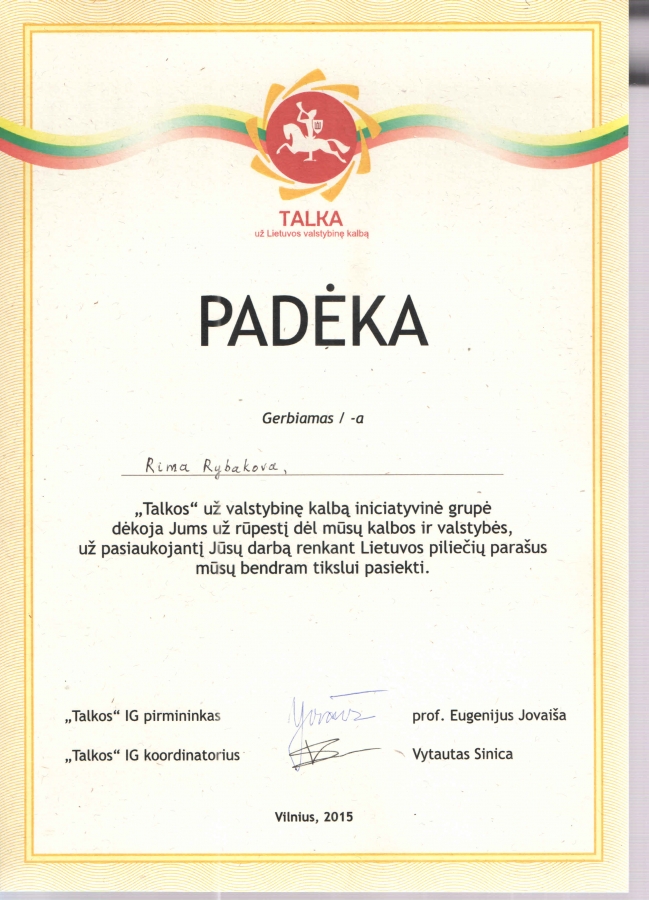 TALKA
už Lietuvos valstybinę kalbą
PADĖKA
Gerbiamas / -a
Rima Rybakova,
„Talkos“ už valstybinę kalbą iniciatyvinė grupė
dėkoja Jums už rūpestį dėl mūsų kalbos ir valstybės,
už pasiaukojantį Jūsų darbą renkant Lietuvos piliečių parašus
mūsų bendram tikslui pasiekti.
„Talkos“ IG pirmininkas prof. Eugenijus Jovaiša
„Talkos“ IG koordinatorius Vytautas Sinica
Vilnius, 2015